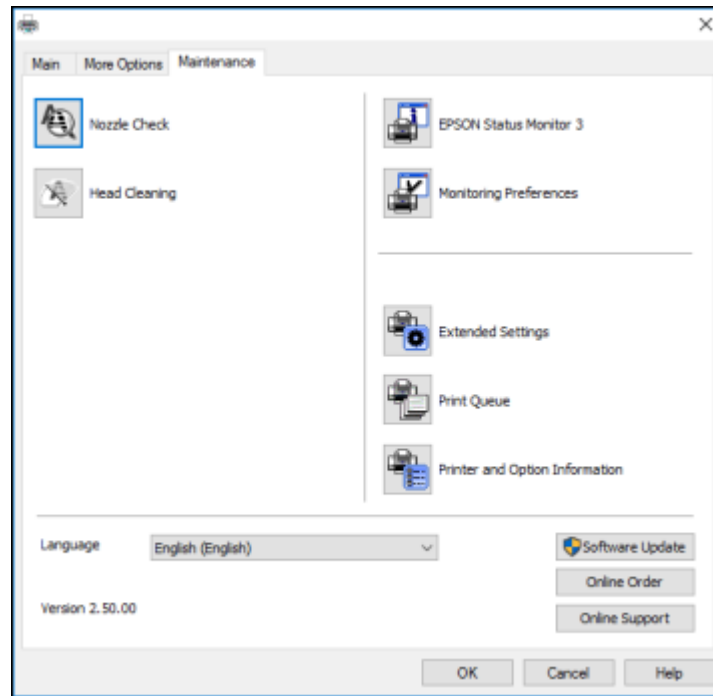 Main
More Options
Maintenance
Nozzle Check
Head Cleaning
EPSON Status Monitor 3
Monitoring Preferences
Extended Settings
Print Queue
Printer and Option Information
Language
English (English)
Software Update
Online Order
Version 2.50.00
Online Support
OK
Cancel
Help